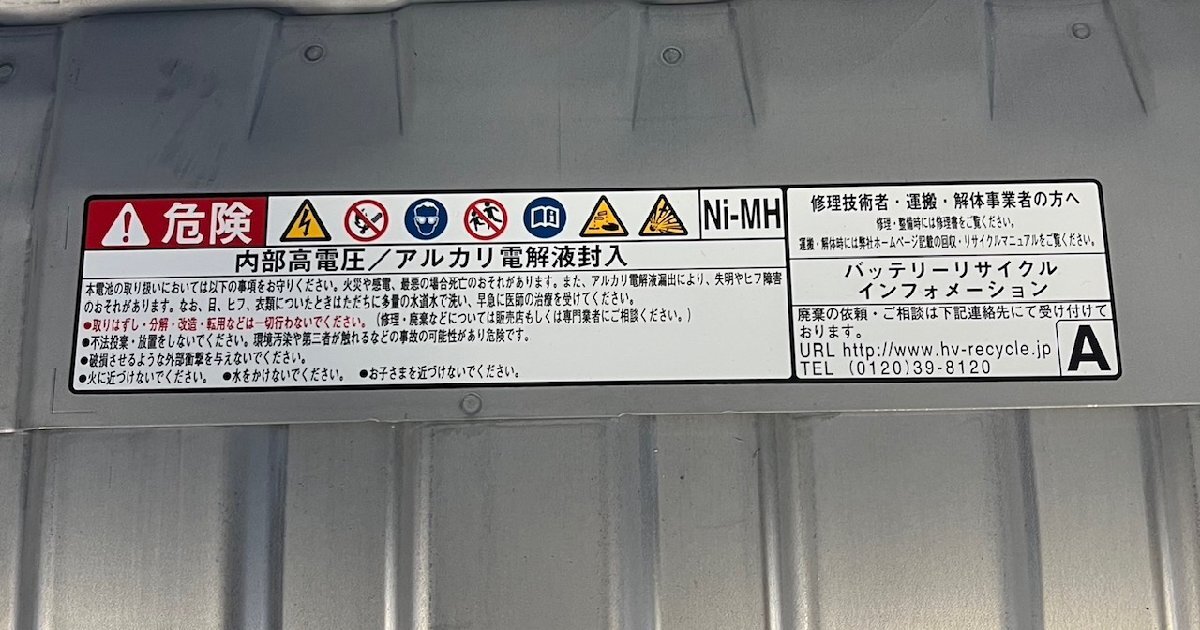 危険
Ni-MH
内部高電圧／アルカリ電解液封入
本電池の取り扱いにおいては以下の事項をお守りください。火災や感電、最悪の場合死亡のおそれがあります。また、アルカリ電解液漏出により、失明やヒフ障害
のおそれがあります。なお、目、ヒフ、衣類についたときはただちに多量の水道水で洗い、早急に医師の治療を受けてください。
●取りはずし・分解・改造・転用などは一切行わないでください。（修理・廃棄などについては販売店もしくは専門業者にご相談ください。）
●不法投棄・放置をしないでください。環境汚染や第三者が触れるなどの事故の可能性があり危険です。
●破損させるような外部衝撃を与えないでください。
●火に近づけないでください。 ●水をかけないでください。 ●お子さまを近づけないでください。
修理技術者・運搬・解体事業者の方へ
修理・整備時には修理書をご覧ください。
運搬・解体時には弊社ホームページ記載の回収・リサイクルマニュアルをご覧ください。
バッテリーリサイクル
インフォメーション
廃棄の依頼・ご相談は下記連絡先にて受け付けて
おります。
URL http://www.hv-recycle.jp
TEL (0120)39-8120
A